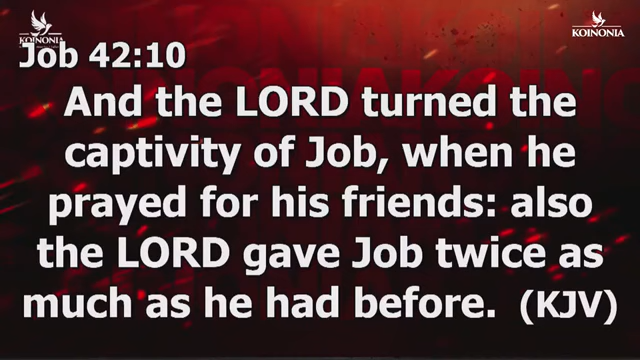 KOINONIA
KOINONIA
Job 42:10
And the LORD turned the
captivity of Job, when he
prayed for his friends: also
the LORD gave Job twice as
much as he had before. (KJV)